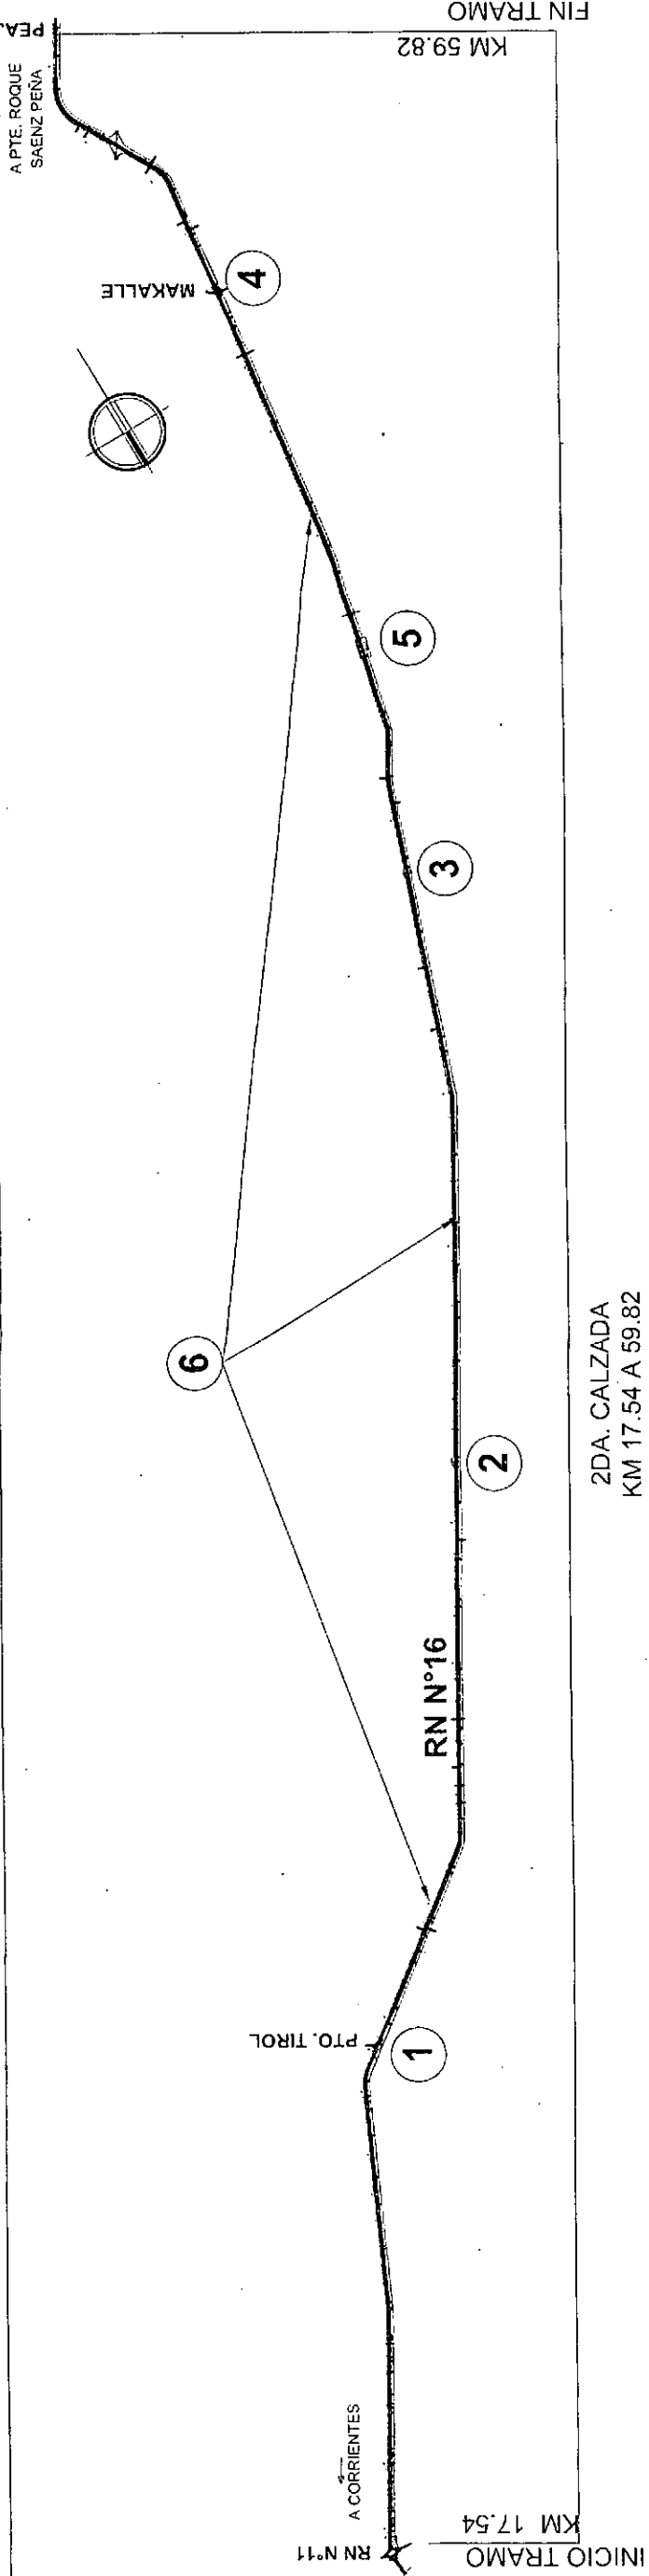 PEA.
A PTE. ROQUE
SAENZ PEÑA
FIN TRAMO
KM 59.82
MAKALLE
4
5
3
6
2
2DA. CALZADA
KM 17.54 A 59.82
RN N°16
PTO. TIROL
1
A CORRIENTES
RN N°11
KM 17.54
INICIO TRAMO